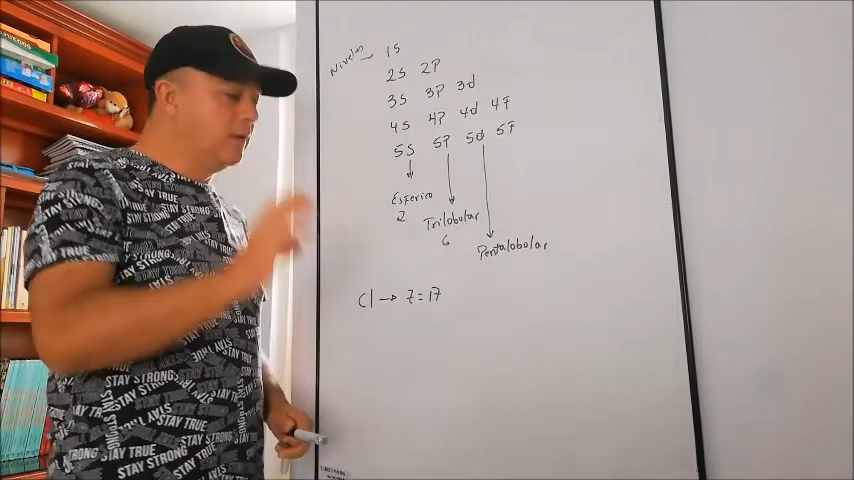 Niveles → 1S
2S 2P
3S 3P 3d
4S 4P 4d 4F
5S 5P 5d 5F
Esferico
2
Trilobular
6
Pentalobular
Cl → Z = 17
STAY STRONG
STAY TRUE